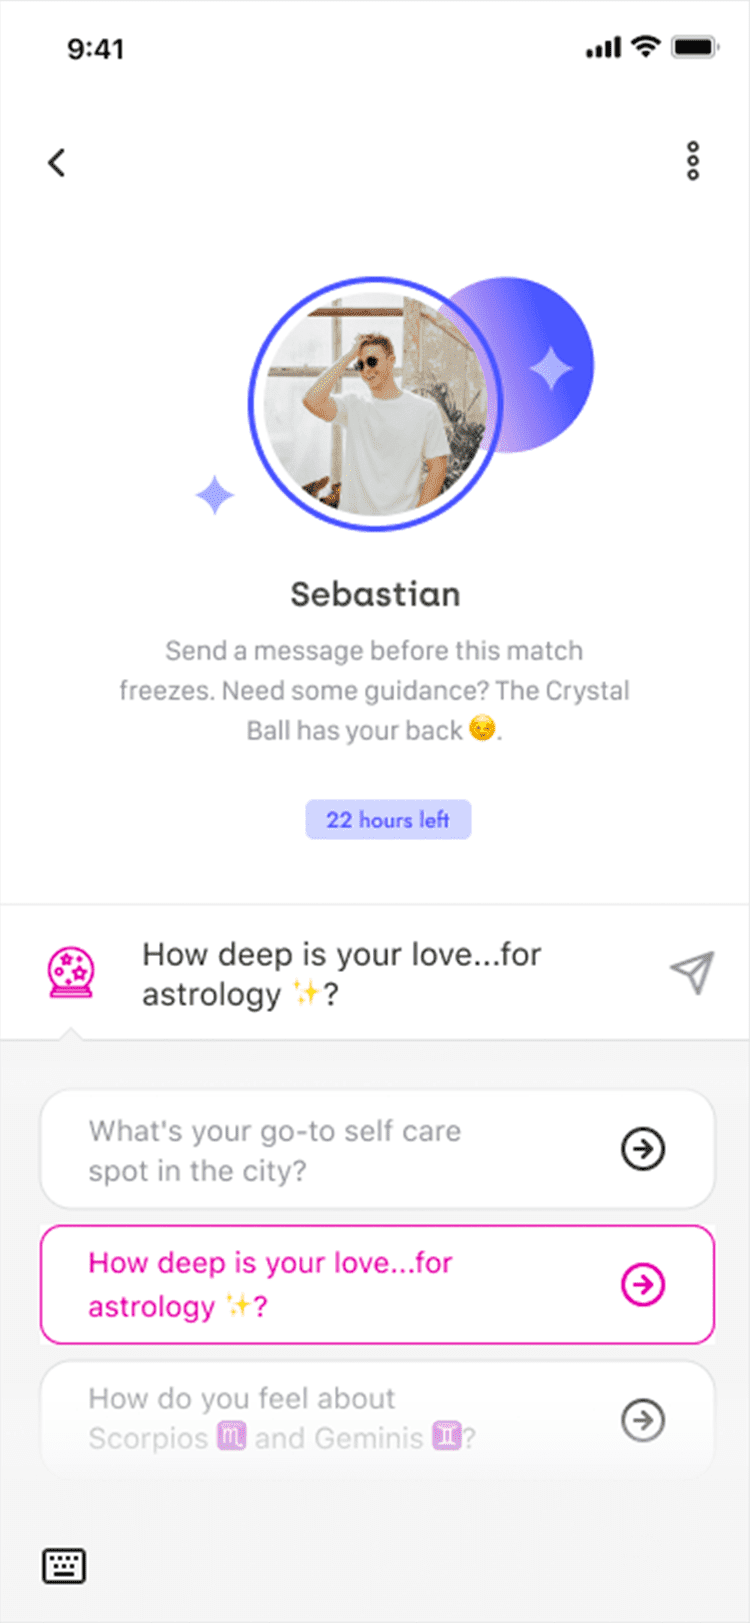 9:41
Sebastian
Send a message before this match
freezes. Need some guidance? The Crystal
Ball has your back 😏.
22 hours left
How deep is your love...for
astrology ✨?
What's your go-to self care
spot in the city?
How deep is your love...for
astrology ✨?
How do you feel about
Scorpios ♏ and Geminis ♊?